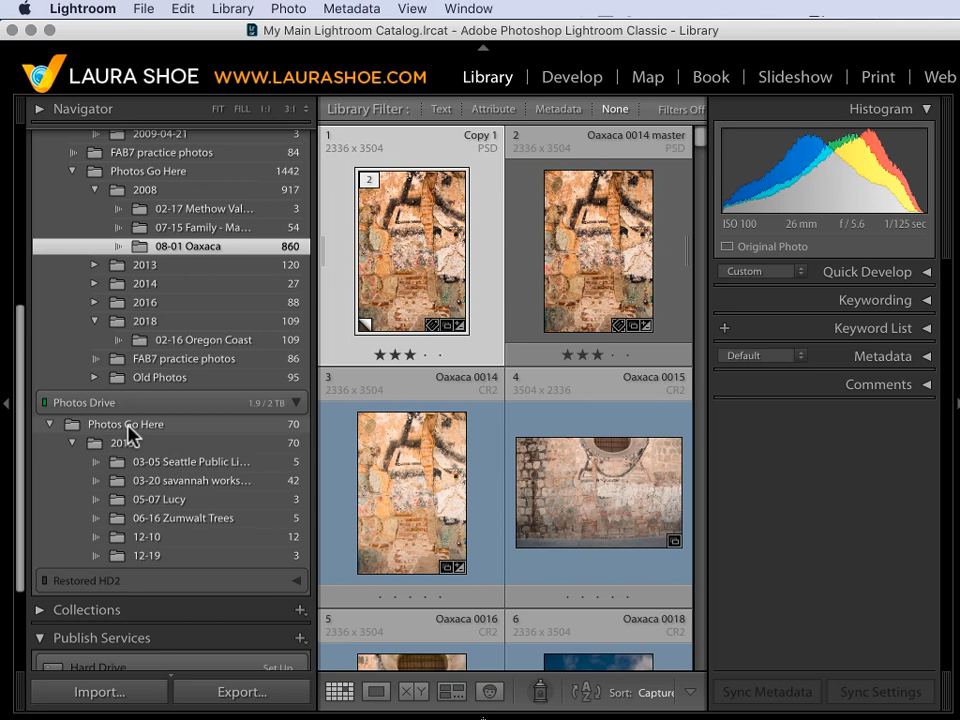 Lightroom File Edit Library Photo Metadata View Window
My Main Lightroom Catalog.lrcat - Adobe Photoshop Lightroom Classic - Library
LAURA SHOE WWW.LAURASHOE.COM Library Develop Map Book Slideshow Print Web
Navigator FIT FILL 1:1 3:1
Library Filter : Text Attribute Metadata None Filters Off
Histogram
2009-04-21 3
FAB7 practice photos 84
Photos Go Here 1442
2008 917
02-17 Methow Val... 3
07-15 Family - Ma... 54
08-01 Oaxaca 860
2013 120
2014 27
2016 88
2018 109
02-16 Oregon Coast 109
FAB7 practice photos 86
Old Photos 95
Photos Drive 1.9 / 2 TB
Photos Go Here 70
70
03-05 Seattle Public Li... 5
03-20 savannah works... 42
05-07 Lucy 3
06-16 Zumwalt Trees 5
12-10 12
12-19 3
Restored HD2
Collections
Publish Services
Hard Drive Set Up
Import... Export...
1 Copy 1
2336 x 3504 PSD
2
2 Oaxaca 0014 master
2336 x 3504 PSD
3 Oaxaca 0014
2336 x 3504 CR2
4 Oaxaca 0015
3504 x 2336 CR2
5 Oaxaca 0016
2336 x 3504 CR2
6 Oaxaca 0018
2336 x 3504 CR2
XY Sort: Captur
ISO 100 26 mm f / 5.6 1/125 sec
Original Photo
Custom Quick Develop
Keywording
Keyword List
Default Metadata
Comments
Sync Metadata Sync Settings